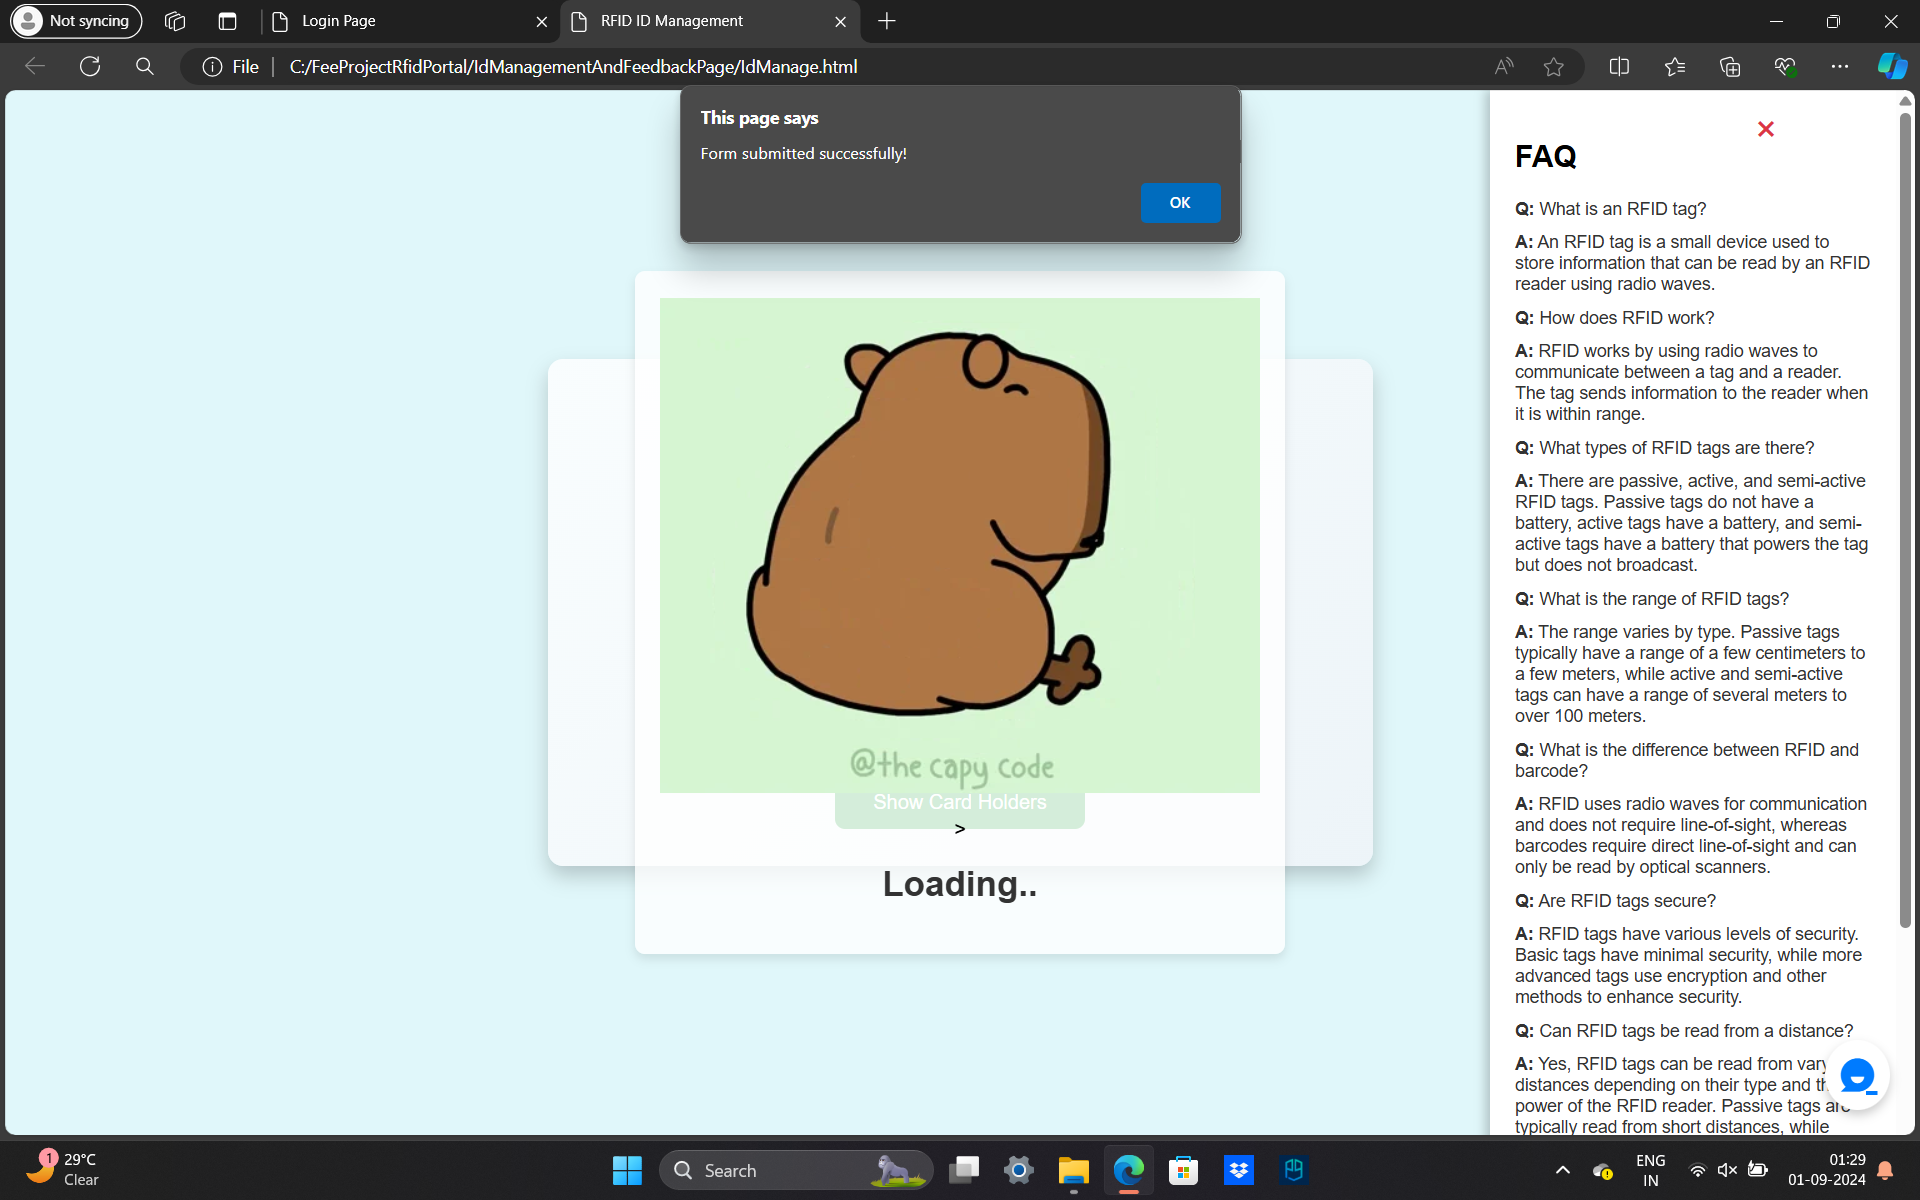 Not syncing
Login Page
RFID ID Management
File
C:/FeeProjectRfidPortal/IdManagementAndFeedbackPage/IdManage.html
This page says
Form submitted successfully!
OK
@the capy code
Show Card Holders
>
Loading..
FAQ
Q: What is an RFID tag?
A: An RFID tag is a small device used to
store information that can be read by an RFID
reader using radio waves.
Q: How does RFID work?
A: RFID works by using radio waves to
communicate between a tag and a reader.
The tag sends information to the reader when
it is within range.
Q: What types of RFID tags are there?
A: There are passive, active, and semi-active
RFID tags. Passive tags do not have a
battery, active tags have a battery, and semi-
active tags have a battery that powers the tag
but does not broadcast.
Q: What is the range of RFID tags?
A: The range varies by type. Passive tags
typically have a range of a few centimeters to
a few meters, while active and semi-active
tags can have a range of several meters to
over 100 meters.
Q: What is the difference between RFID and
barcode?
A: RFID uses radio waves for communication
and does not require line-of-sight, whereas
barcodes require direct line-of-sight and can
only be read by optical scanners.
Q: Are RFID tags secure?
A: RFID tags have various levels of security.
Basic tags have minimal security, while more
advanced tags use encryption and other
methods to enhance security.
Q: Can RFID tags be read from a distance?
A: Yes, RFID tags can be read from
distances depending on their type and
power of the RFID reader. Passive tags are
typically read from short distances, while
1
29°C
Clear
Search
ENG
IN
01:29
01-09-2024